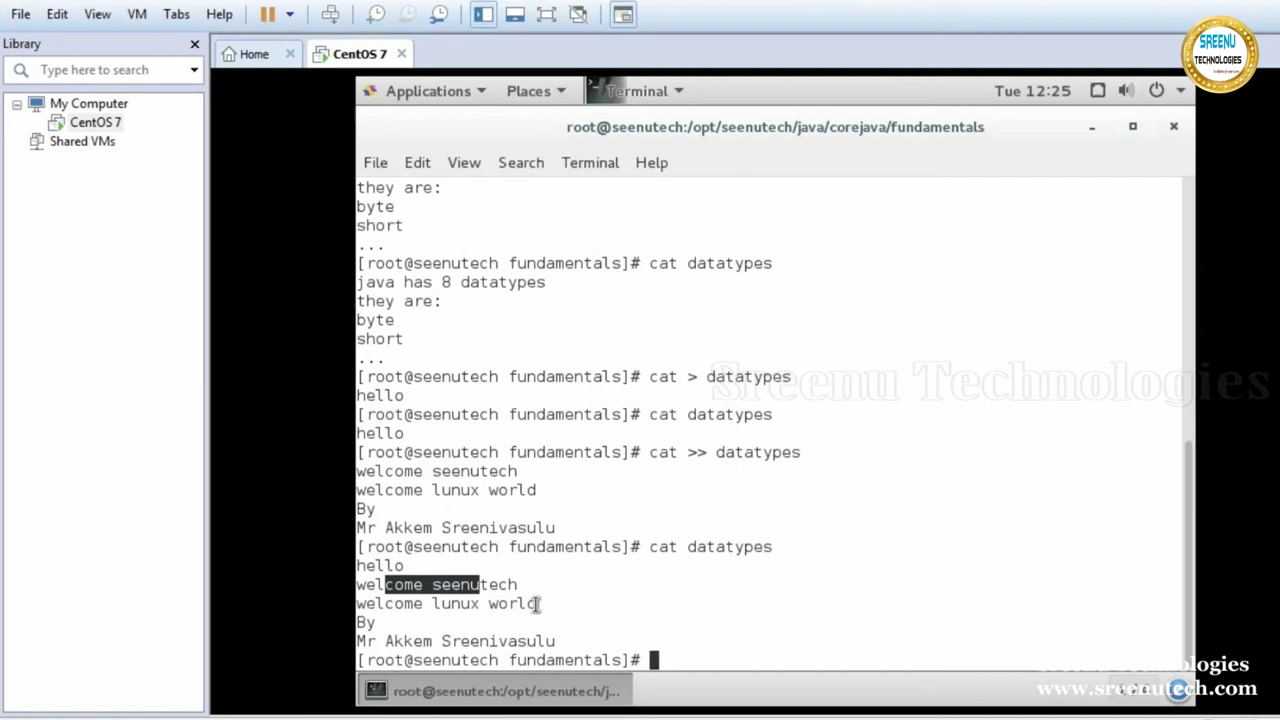 File Edit View VM Tabs Help
Library
Type here to search
My Computer
CentOS 7
Shared VMs
Home
CentOS 7
SREENU
TECHNOLOGIES
Applications Places Terminal Tue 12:25
root@seenutech:/opt/seenutech/java/corejava/fundamentals
File Edit View Search Terminal Help
they are:
byte
short
...
[root@seenutech fundamentals]# cat datatypes
java has 8 datatypes
they are:
byte
short
...
[root@seenutech fundamentals]# cat > datatypes
hello
[root@seenutech fundamentals]# cat datatypes
hello
[root@seenutech fundamentals]# cat >> datatypes
welcome seenutech
welcome lunux world
By
Mr Akkem Sreenivasulu
[root@seenutech fundamentals]# cat datatypes
hello
welcome seenutech
welcome lunux world
By
Mr Akkem Sreenivasulu
[root@seenutech fundamentals]#
Sreenu Technologies
root@seenutech:/opt/seenutech/j...
Technologies
www.sreenutech.com